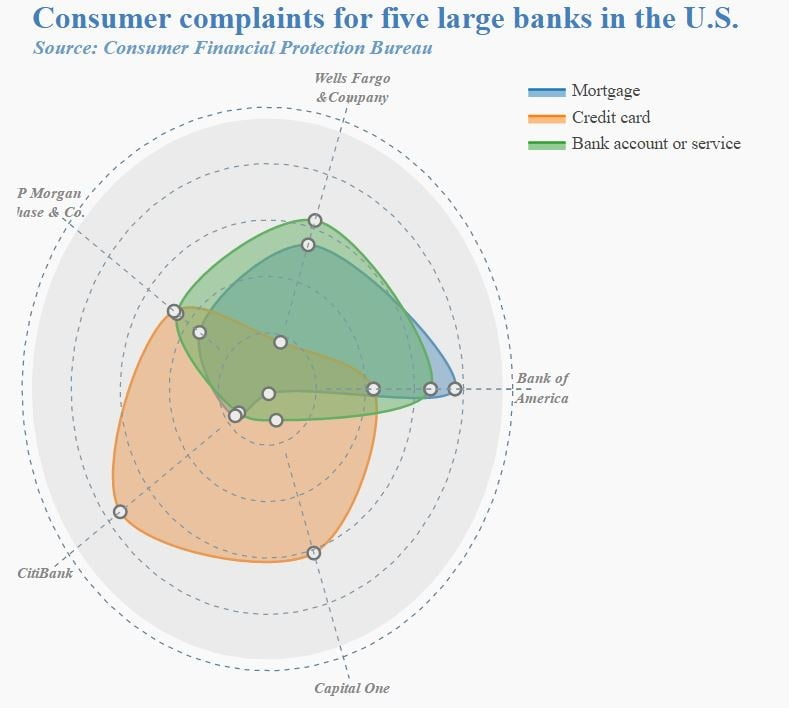 Consumer complaints for five large banks in the U.S.
Source: Consumer Financial Protection Bureau
Wells Fargo
&Company
Mortgage
Credit card
Bank account or service
P Morgan
hase & Co.
Bank of
America
CitiBank
Capital One